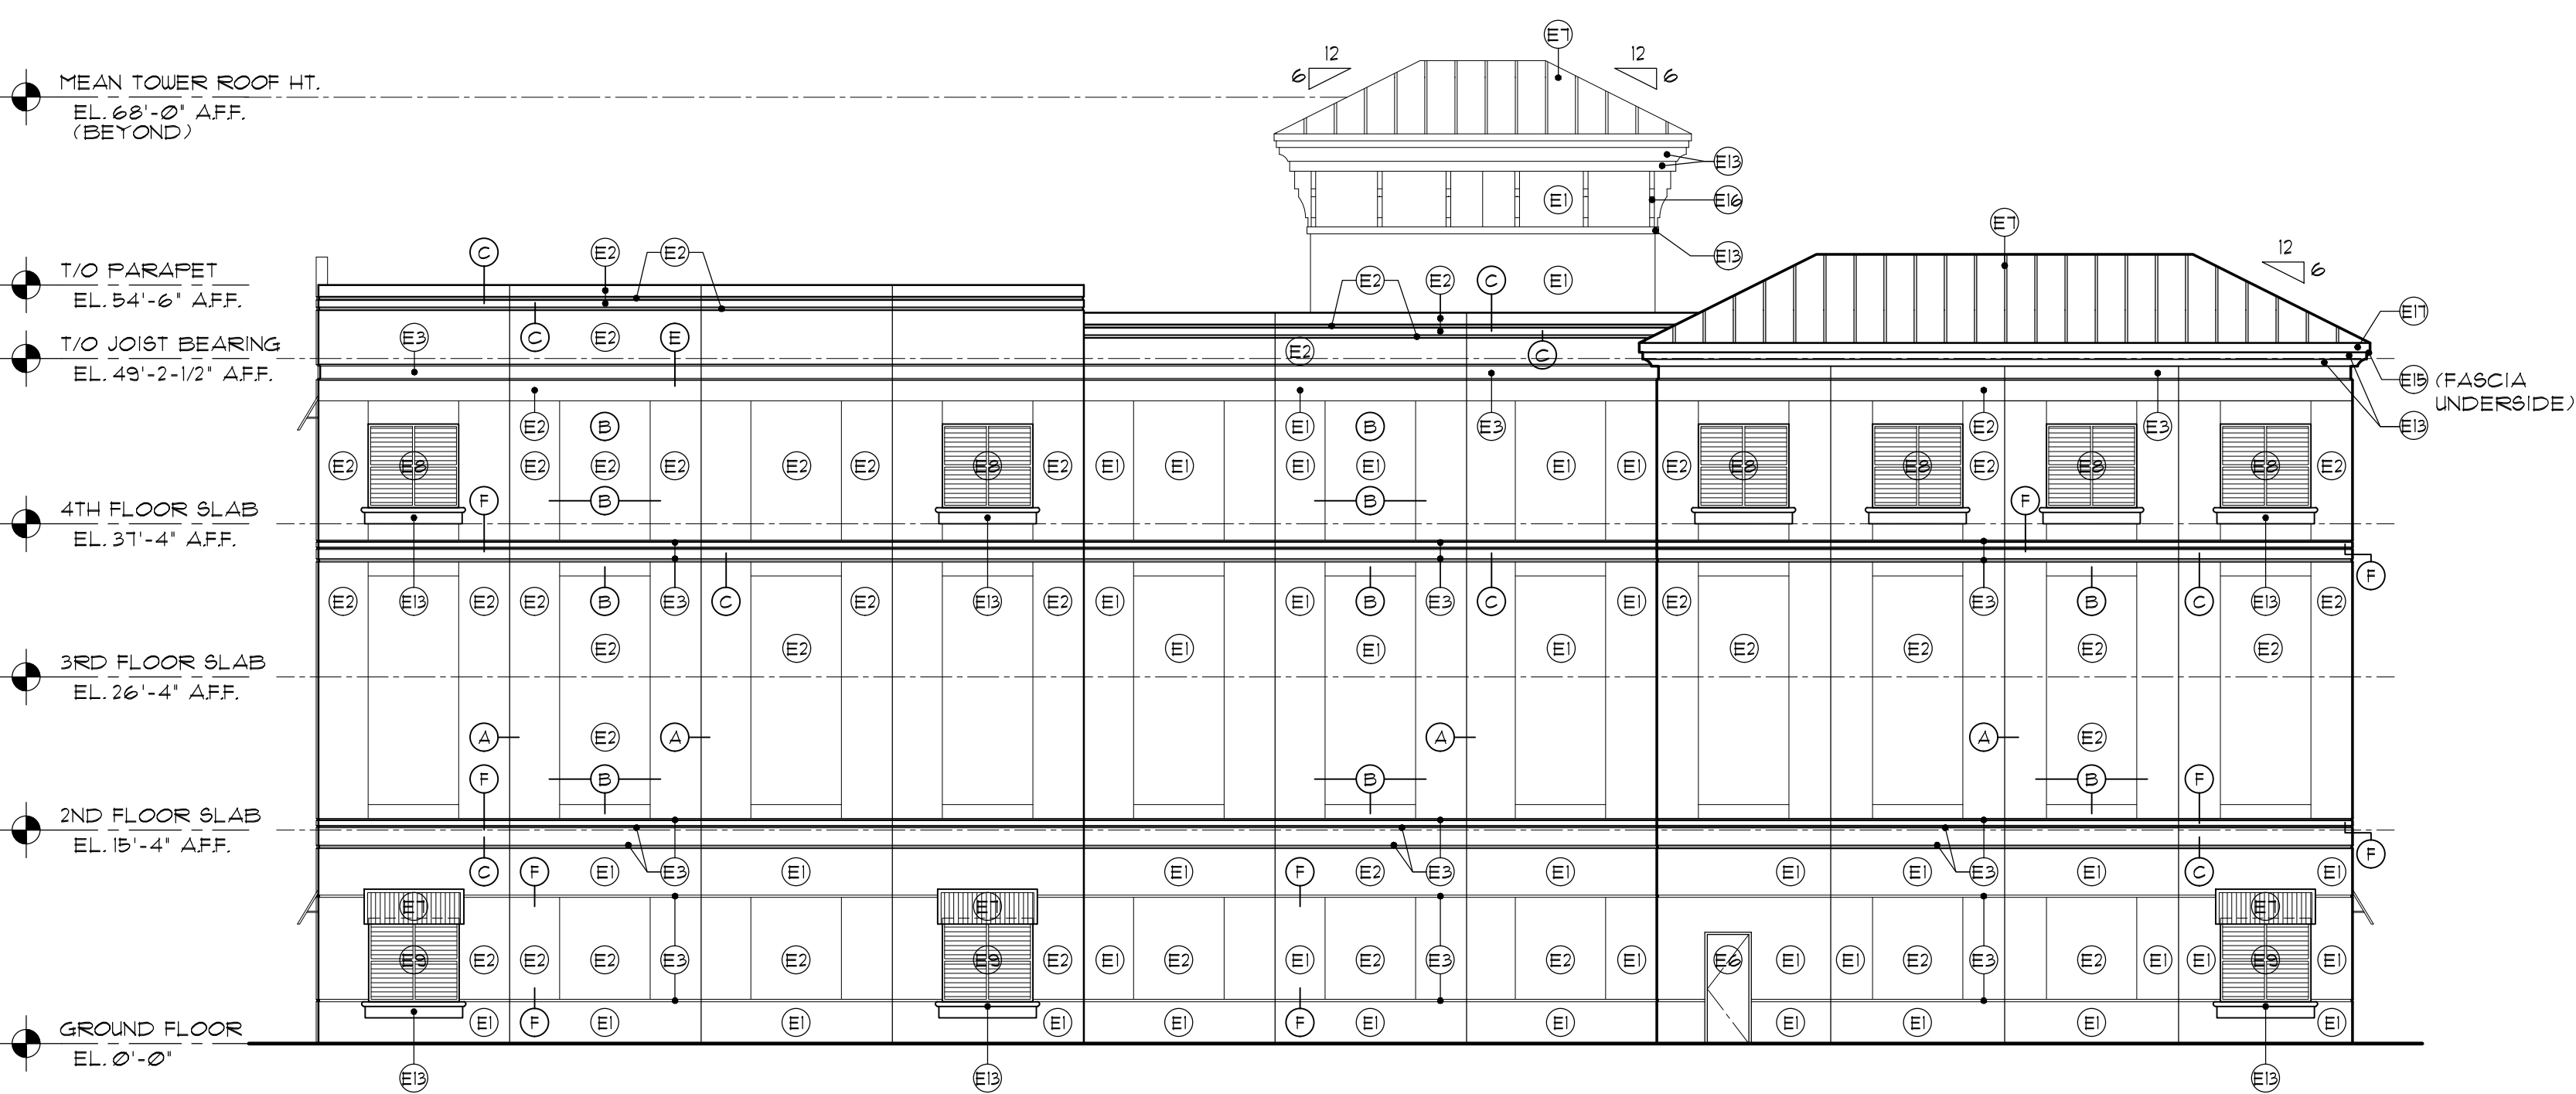 E7
12
12
6
6
MEAN TOWER ROOF HT.
EL. 68'-Ø" A.F.F.
(BEYOND)
E13
E1
E16
E7
C
E2
E2
E13
12
6
T/O PARAPET
EL. 54'-6" A.F.F.
E2
E2
C
E1
E17
E3
C
E2
E E2
C
T/O JOIST BEARING
EL. 49'-2-1/2" A.F.F.
E15 (FASCIA
UNDERSIDE)
E2
B
E1
B
E3
E2
E3
E13
E2
E8
E2
E2
E2
E2
E2
E8
E2
E1
E1
E1
E1
E1
E1
E2
E8
E8
E2
E8
E8
E2
F
B
B
F
4TH FLOOR SLAB
EL. 37'-4" A.F.F.
F
E2
E13
E2
E2
B
E3
C
E2
E13
E2
E1
E1
B
E3
C
E1
E2
E3
B
C
E13
E2
E2
E2
E1
E1
E1
E2
E2
E2
E2
3RD FLOOR SLAB
EL. 26'-4" A.F.F.
A
E2
A
A
A
E2
F
B
B
B
F
2ND FLOOR SLAB
EL. 15'-4" A.F.F.
F
C
F
E1
E3
E1
E1
F
E2
E3
E1
E1
E1
E3
E1
C
E1
E7
E7
E7
E9
E2
E2
E2
E3
E2
E9
E2
E1
E2
E1
E2
E3
E2
E1
E6
E1
E1
E2
E3
E2
E1
E1
E9
E1
E1
F
E1
E1
E1
E1
F
E1
E1
E1
E1
E1
E1
GROUND FLOOR
EL. Ø'-Ø"
E13
E13
E13